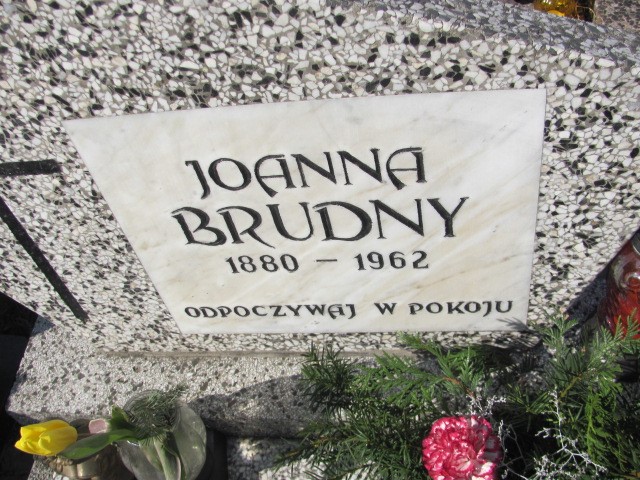 JOANNA
BRUDNY
1880 – 1962
ODPOCZYWAJ W POKOJU